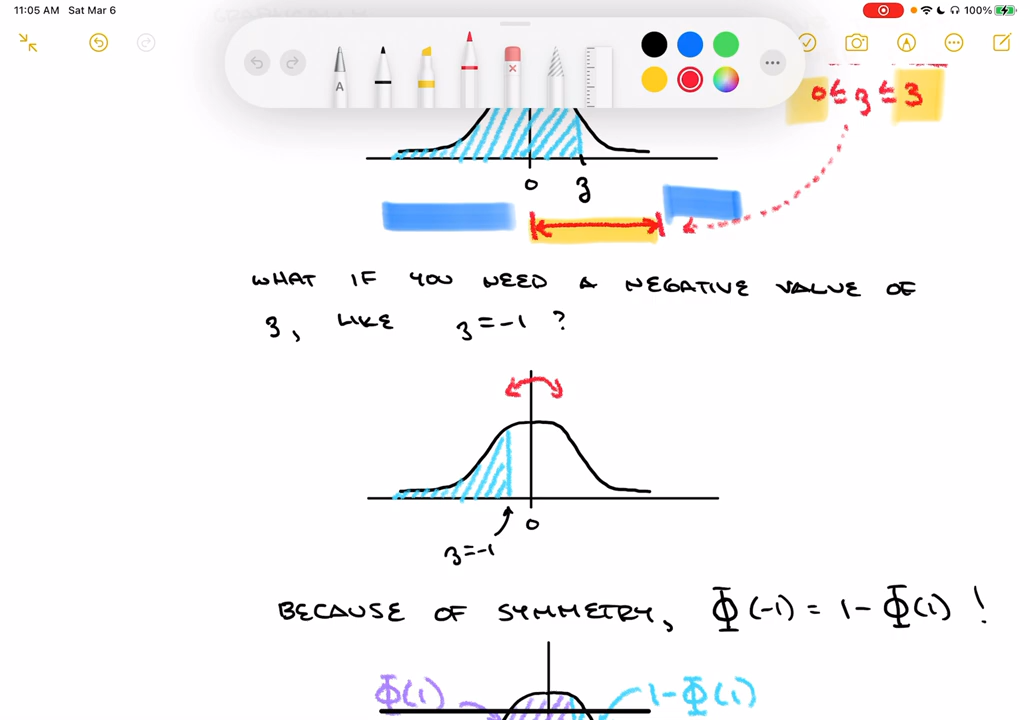 11:05 AM Sat Mar 6
100%
A
0 ≤ z ≤ 3
0
z
WHAT IF YOU NEED A NEGATIVE VALUE OF
z, LIKE z = -1 ?
0
z = -1
BECAUSE OF SYMMETRY, Φ(-1) = 1 - Φ(1) !
Φ(1) 1-Φ(1)